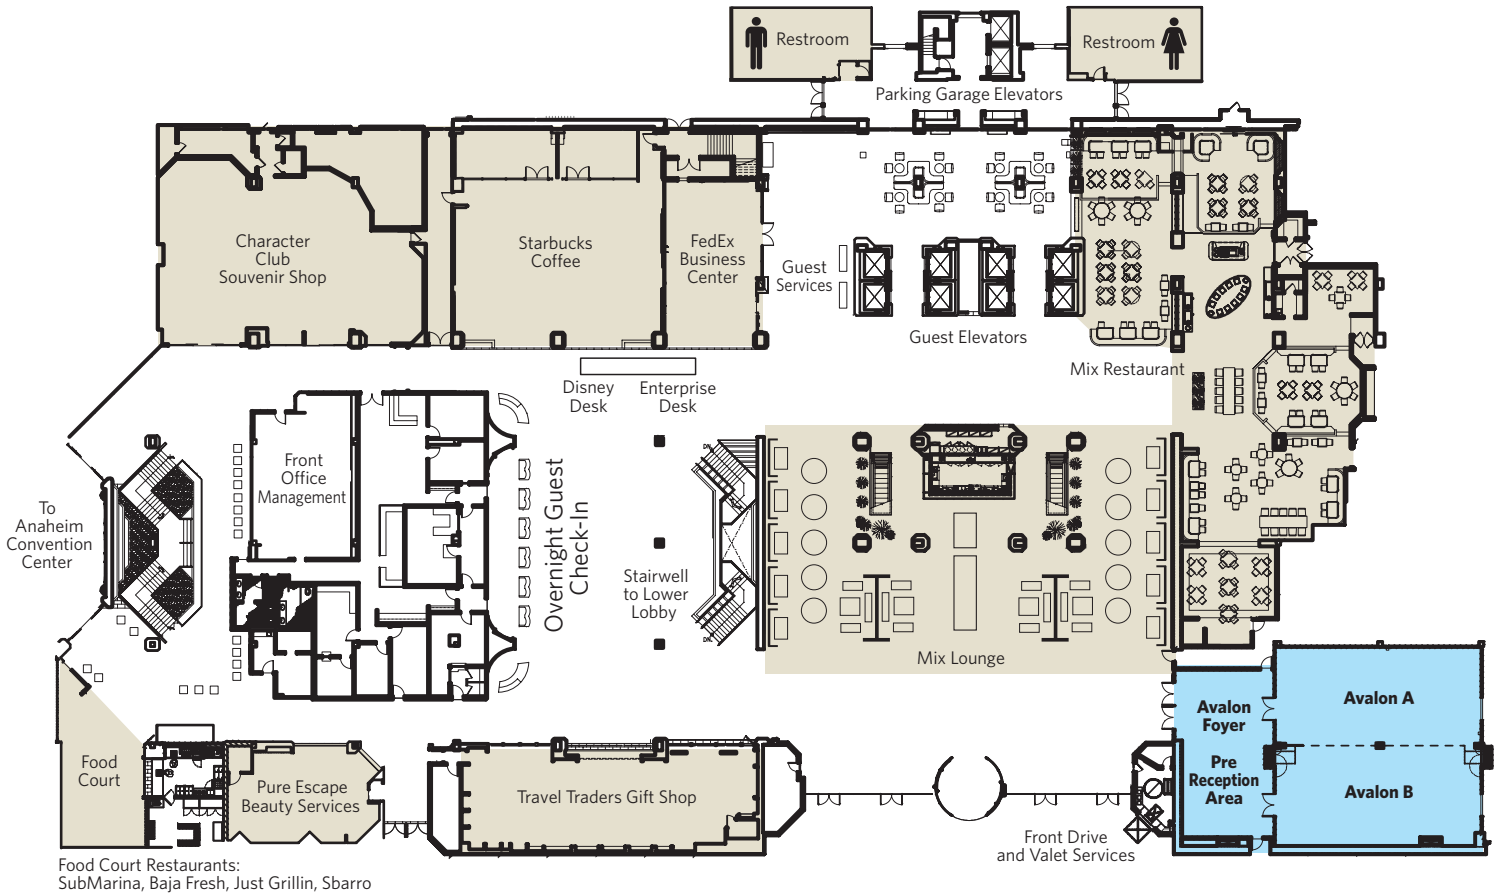 Restroom
Restroom
Parking Garage Elevators
Character
Club
Souvenir Shop
Starbucks
Coffee
FedEx
Business
Center
Guest
Services
Guest Elevators
Mix Restaurant
Disney
Desk
Enterprise
Desk
Front
Office
Management
Overnight Guest
Check-In
DN.
To
Anaheim
Convention
Center
Stairwell
to Lower
Lobby
DN.
Mix Lounge
Avalon
Foyer
Pre
Reception
Area
Avalon A
Avalon B
Food
Court
Pure Escape
Beauty Services
Travel Traders Gift Shop
Front Drive
and Valet Services
Food Court Restaurants:
SubMarina, Baja Fresh, Just Grillin, Sbarro